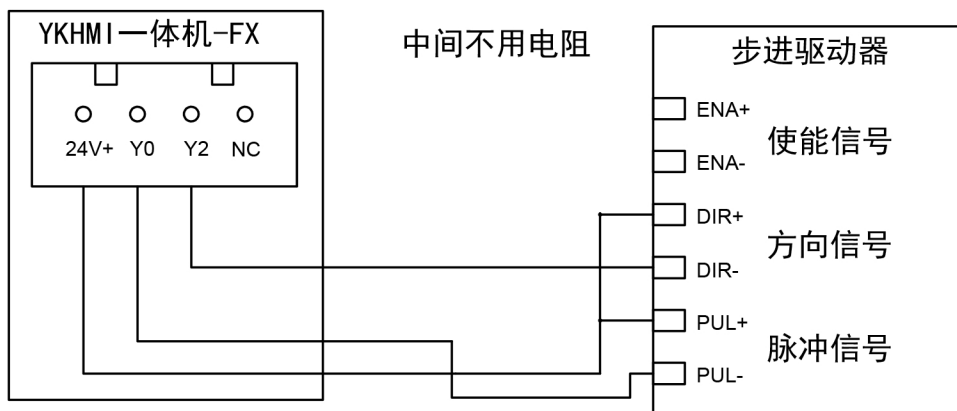 YKHMI一体机-FX
中间不用电阻
步进驱动器
24V+ Y0 Y2 NC
ENA+
使能信号
ENA-
DIR+
方向信号
DIR-
PUL+
脉冲信号
PUL-